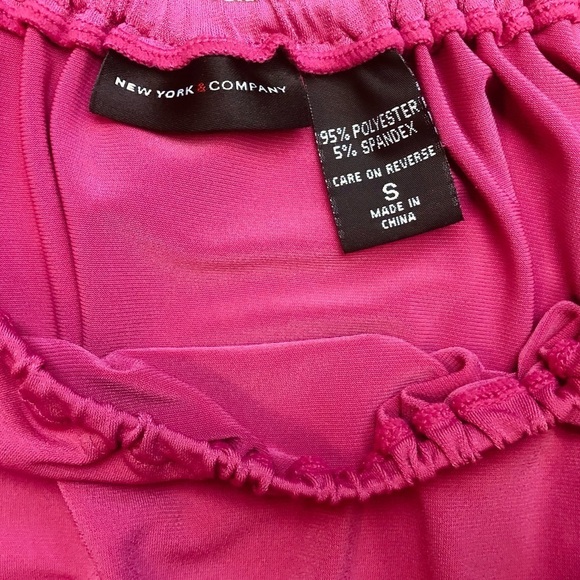 NEW YORK & COMPANY
95% POLYESTER
5% SPANDEX
CARE ON REVERSE
S
MADE IN
CHINA